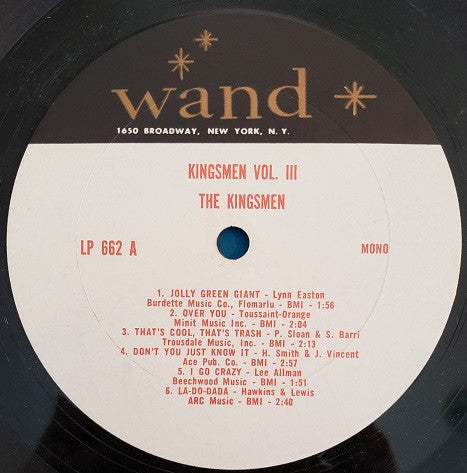 wand
1650 BROADWAY, NEW YORK, N. Y.
KINGSMEN VOL. III
THE KINGSMEN
LP 662 A
MONO
1. JOLLY GREEN GIANT - Lynn Easton
Burdette Music Co., Flomarlu - BMI - 1:56
2. OVER YOU - Toussaint-Orange
Minit Music Inc. - BMI - 2:04
3. THAT'S COOL, THAT'S TRASH - P. Sloan & S. Barri
Trousdale Music, Inc. - BMI - 2:13
4. DON'T YOU JUST KNOW IT - H. Smith & J. Vincent
Ace Pub. Co. - BMI - 2:57
5. I GO CRAZY - Lee Allman
Beechwood Music - BMI - 1:51
6. LA-DO-DADA - Hawkins & Lewis
ARC Music - BMI - 2:40